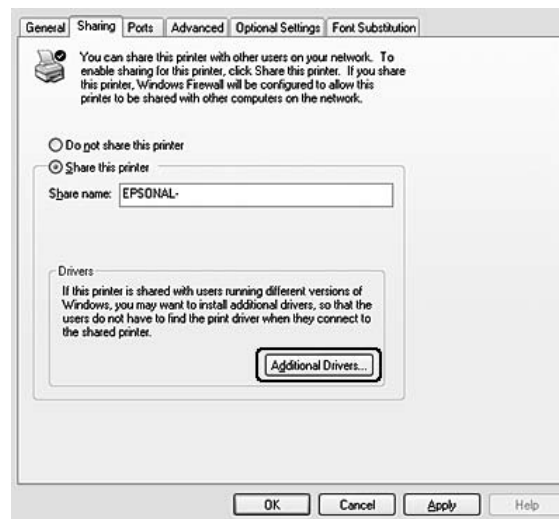 General Sharing Ports Advanced Optional Settings Font Substitution
You can share this printer with other users on your network. To
enable sharing for this printer, click Share this printer. If you share
this printer, Windows Firewall will be configured to allow this
printer to be shared with other computers on the network.
Do not share this printer
Share this printer
Share name: EPSONAL-
Drivers
If this printer is shared with users running different versions of
Windows, you may want to install additional drivers, so that the
users do not have to find the print driver when they connect to
the shared printer.
Additional Drivers...
OK Cancel Apply Help